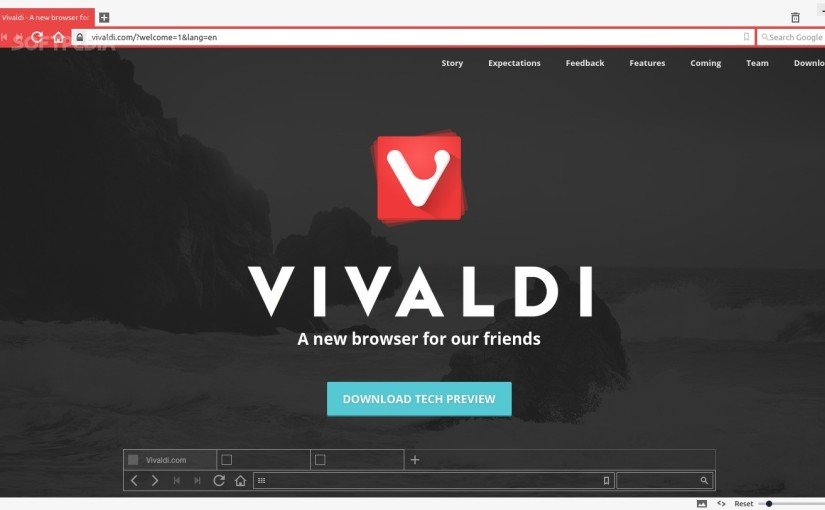 Vivaldi - A new browser for
SOFTPEDIA
vivaldi.com/?welcome=1&lang=en
Search Google
Story Expectations Feedback Features Coming Team Downlo
VIVALDI
A new browser for our friends
DOWNLOAD TECH PREVIEW
Vivaldi.com
Reset